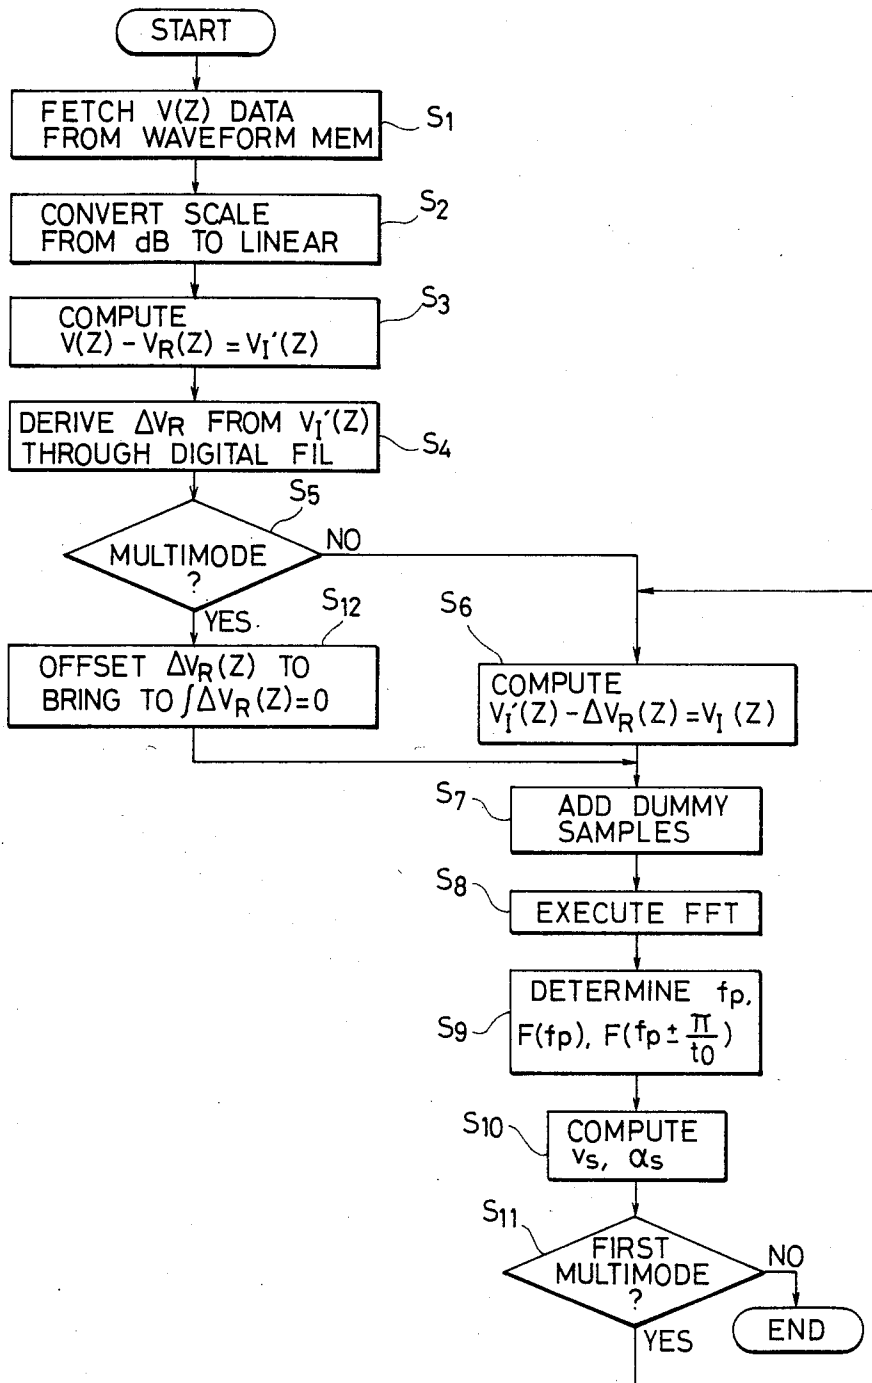 START
FETCH V(Z) DATA
FROM WAVEFORM MEM
S1
CONVERT SCALE
FROM dB TO LINEAR
S2
COMPUTE
V(Z) - VR(Z) = VI´(Z)
S3
DERIVE ΔVR FROM VI´(Z)
THROUGH DIGITAL FIL
S4
S5
MULTIMODE
?
NO
YES
S12
OFFSET ΔVR(Z) TO
BRING TO ∫ΔVR(Z)=0
S6
COMPUTE
VI´(Z) - ΔVR(Z) = VI (Z)
S7
ADD DUMMY
SAMPLES
S8
EXECUTE FFT
S9
DETERMINE fp,
F(fp), F(fp ± π/t0)
S10
COMPUTE
vs, αs
S11
FIRST
MULTIMODE
?
NO
YES
END